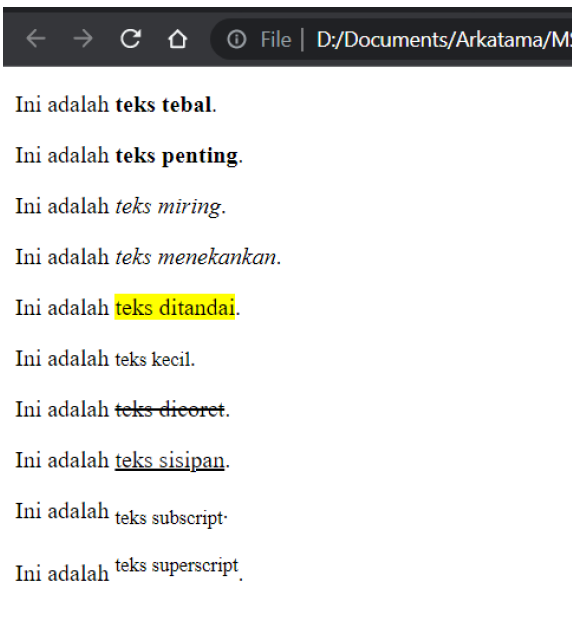 File | D:/Documents/Arkatama/MS
Ini adalah teks tebal.
Ini adalah teks penting.
Ini adalah teks miring.
Ini adalah teks menekankan.
Ini adalah teks ditandai.
Ini adalah teks kecil.
Ini adalah teks dicoret.
Ini adalah teks sisipan.
Ini adalah teks subscript.
Ini adalah teks superscript.